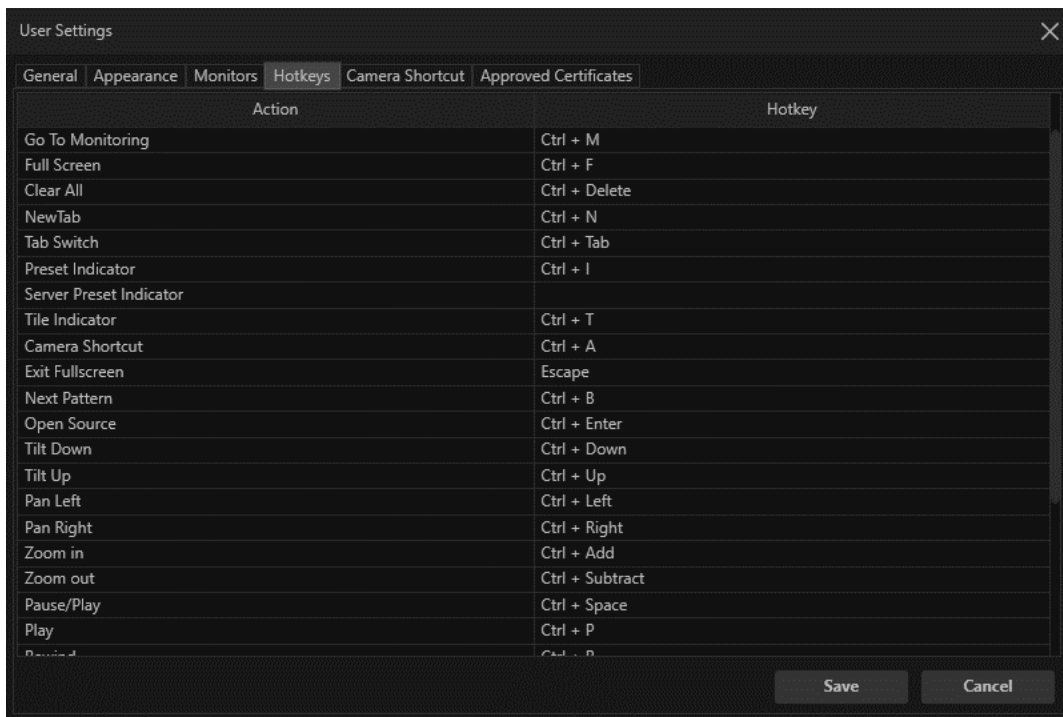 User Settings
General Appearance Monitors Hotkeys Camera Shortcut Approved Certificates
Action Hotkey
Go To Monitoring Ctrl + M
Full Screen Ctrl + F
Clear All Ctrl + Delete
NewTab Ctrl + N
Tab Switch Ctrl + Tab
Preset Indicator Ctrl + I
Server Preset Indicator
Tile Indicator Ctrl + T
Camera Shortcut Ctrl + A
Exit Fullscreen Escape
Next Pattern Ctrl + B
Open Source Ctrl + Enter
Tilt Down Ctrl + Down
Tilt Up Ctrl + Up
Pan Left Ctrl + Left
Pan Right Ctrl + Right
Zoom in Ctrl + Add
Zoom out Ctrl + Subtract
Pause/Play Ctrl + Space
Play Ctrl + P
Save Cancel